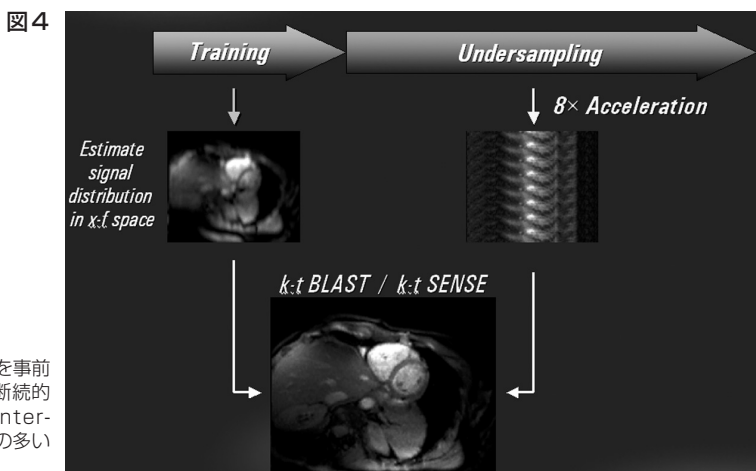 図4
Training
Undersampling
8× Acceleration
Estimate
signal
distribution
in x-f space
k-t BLAST / k-t SENSE
を事前
断続的
nter-
の多い